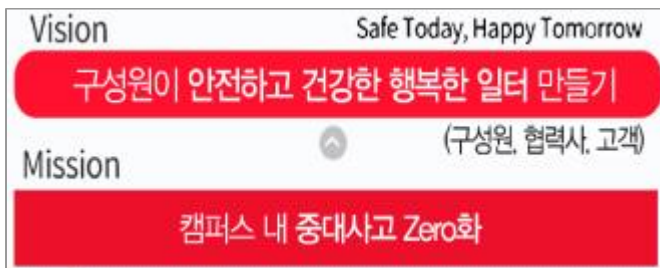 Vision
Safe Today, Happy Tomorrow
구성원이 안전하고 건강한 행복한 일터 만들기
(구성원, 협력사, 고객)
Mission
캠퍼스 내 중대사고 Zero화